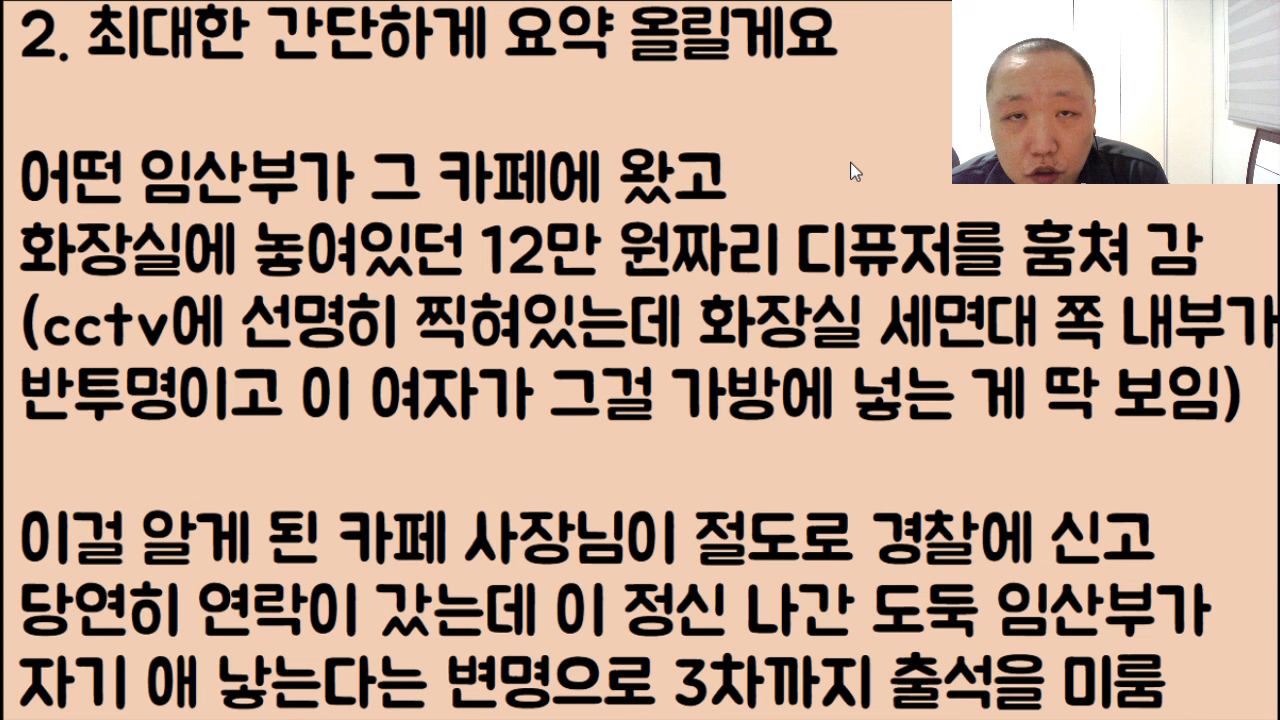 2. 최대한 간단하게 요약 올릴게요
어떤 임산부가 그 카페에 왔고
화장실에 놓여있던 12만 원짜리 디퓨저를 훔쳐 감
(cctv에 선명히 찍혀있는데 화장실 세면대 쪽 내부가
반투명이고 이 여자가 그걸 가방에 넣는 게 딱 보임)
이걸 알게 된 카페 사장님이 절도로 경찰에 신고
당연히 연락이 갔는데 이 정신 나간 도둑 임산부가
자기 애 낳는다는 변명으로 3차까지 출석을 미룸